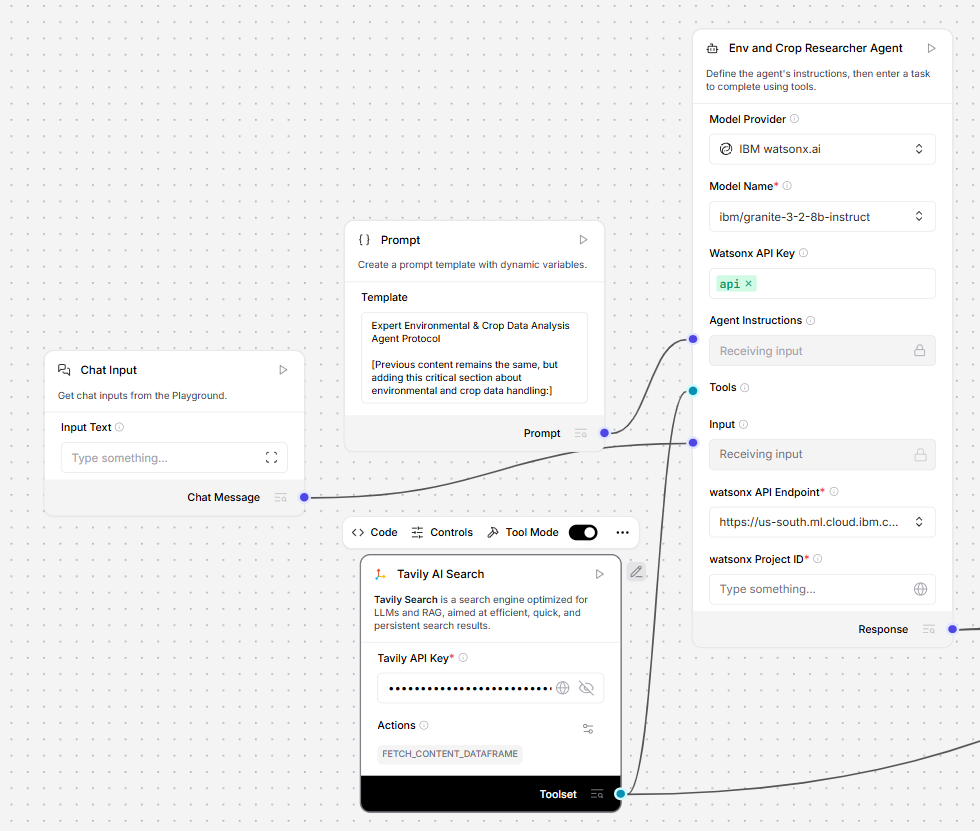 Env and Crop Researcher Agent
Define the agent's instructions, then enter a task
to complete using tools.
Model Provider
IBM watsonx.ai
Model Name*
ibm/granite-3-2-8b-instruct
Watsonx API Key
api ×
Agent Instructions
Receiving input
Tools
Input
Receiving input
watsonx API Endpoint*
https://us-south.ml.cloud.ibm.c...
watsonx Project ID*
Type something...
Response
Prompt
Create a prompt template with dynamic variables.
Template
Expert Environmental & Crop Data Analysis
Agent Protocol
[Previous content remains the same, but
adding this critical section about
environmental and crop data handling:]
Prompt
Chat Input
Get chat inputs from the Playground.
Input Text
Type something...
Chat Message
Code
Controls
Tool Mode
Tavily AI Search
Tavily Search is a search engine optimized for
LLMs and RAG, aimed at efficient, quick, and
persistent search results.
Tavily API Key*
Actions
FETCH_CONTENT_DATAFRAME
Toolset